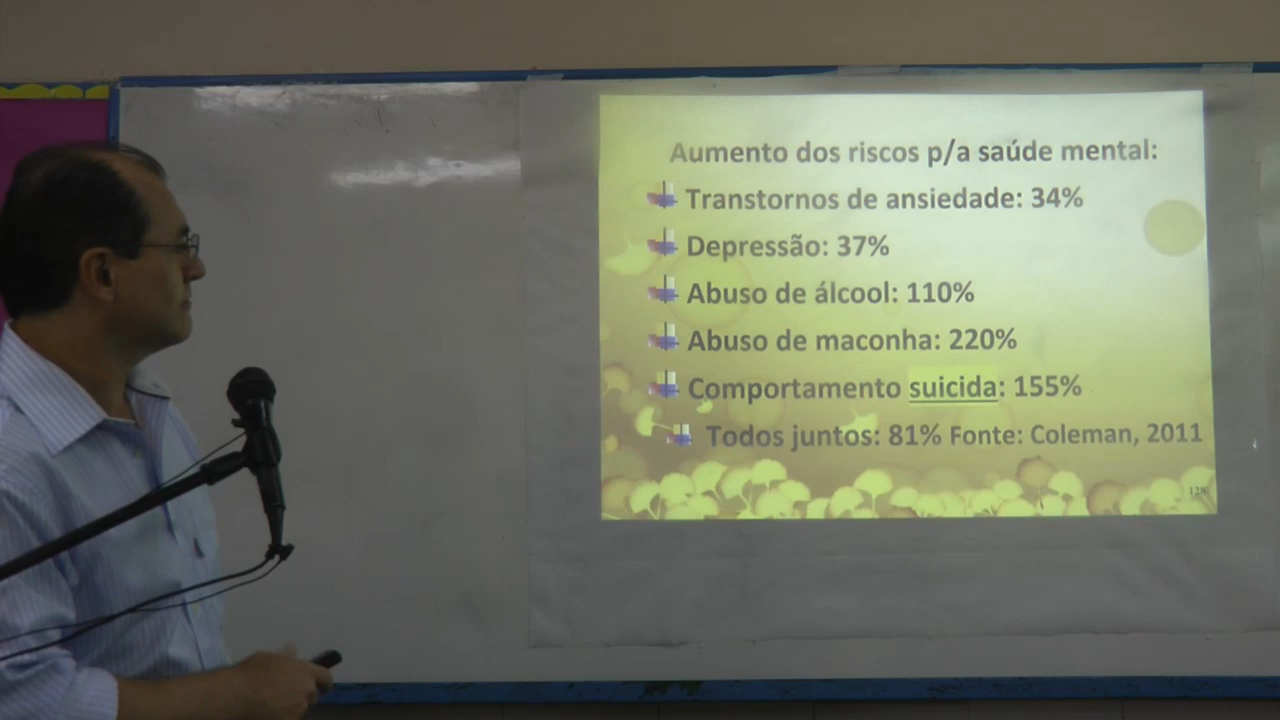 Aumento dos riscos p/a saúde mental:
Transtornos de ansiedade: 34%
Depressão: 37%
Abuso de álcool: 110%
Abuso de maconha: 220%
Comportamento suicida: 155%
Todos juntos: 81% Fonte: Coleman, 2011